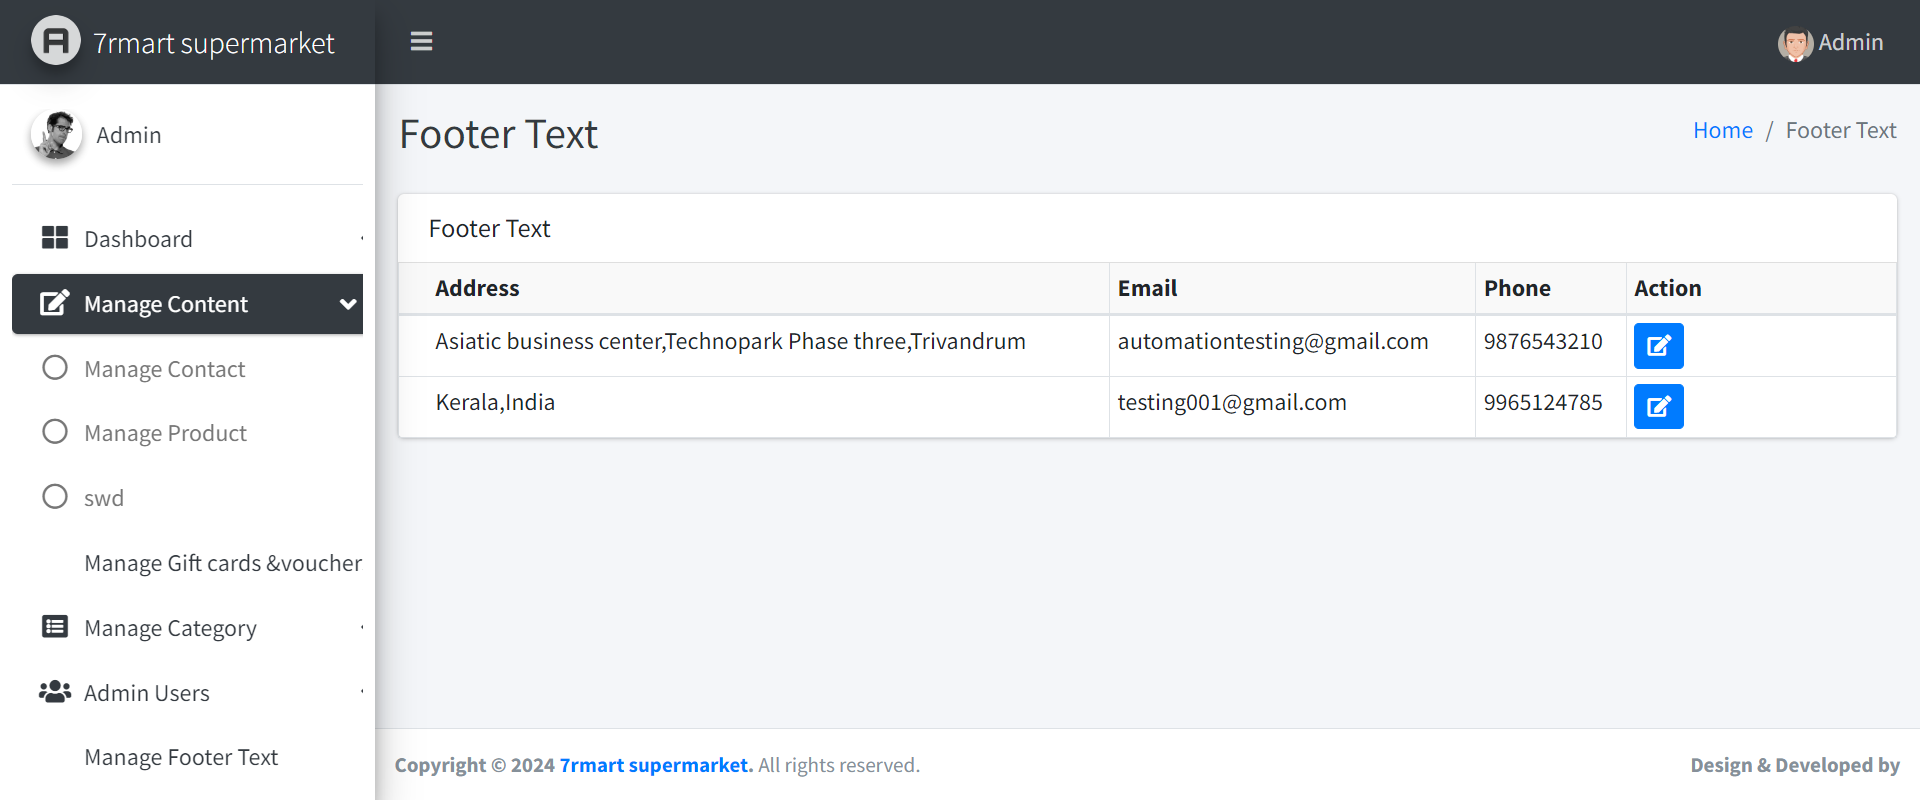 7rmart supermarket
Admin
Admin
Dashboard
Manage Content
Manage Contact
Manage Product
swd
Manage Gift cards &voucher
Manage Category
Admin Users
Manage Footer Text
Footer Text
Home / Footer Text
Footer Text
Address Email Phone Action
Asiatic business center,Technopark Phase three,Trivandrum automationtesting@gmail.com 9876543210
Kerala,India testing001@gmail.com 9965124785
Copyright © 2024 7rmart supermarket. All rights reserved.
Design & Developed by